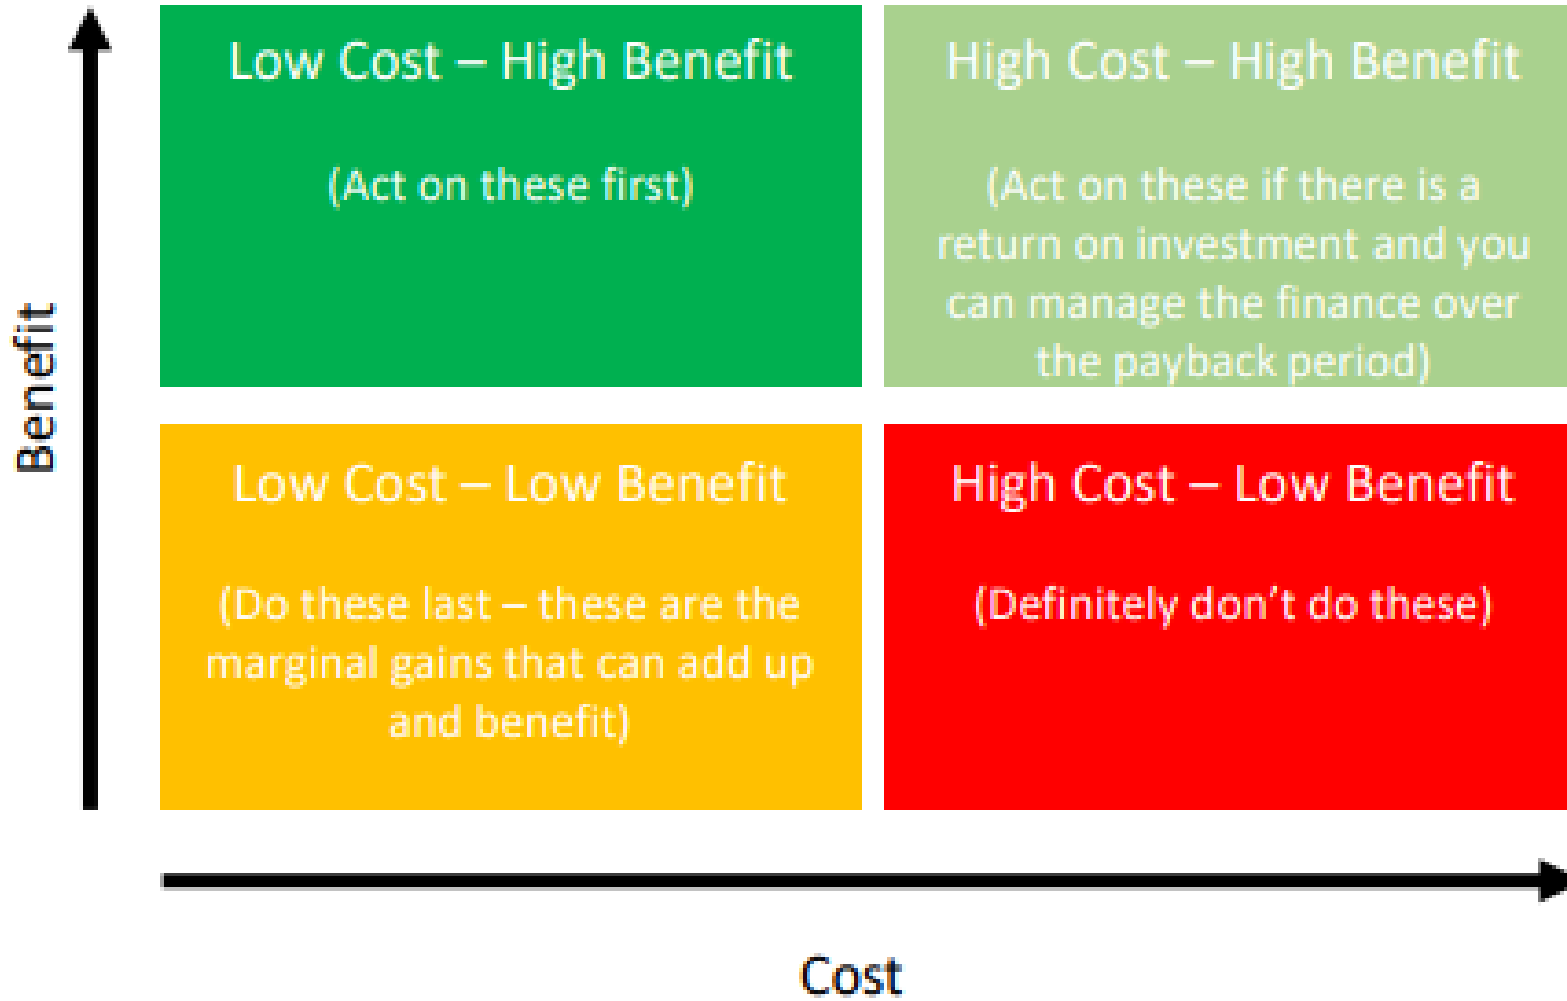 Low Cost – High Benefit
(Act on these first)
High Cost – High Benefit
(Act on these if there is a
return on investment and you
can manage the finance over
the payback period)
Benefit
Low Cost – Low Benefit
(Do these last – these are the
marginal gains that can add up
and benefit)
High Cost – Low Benefit
(Definitely don’t do these)
Cost